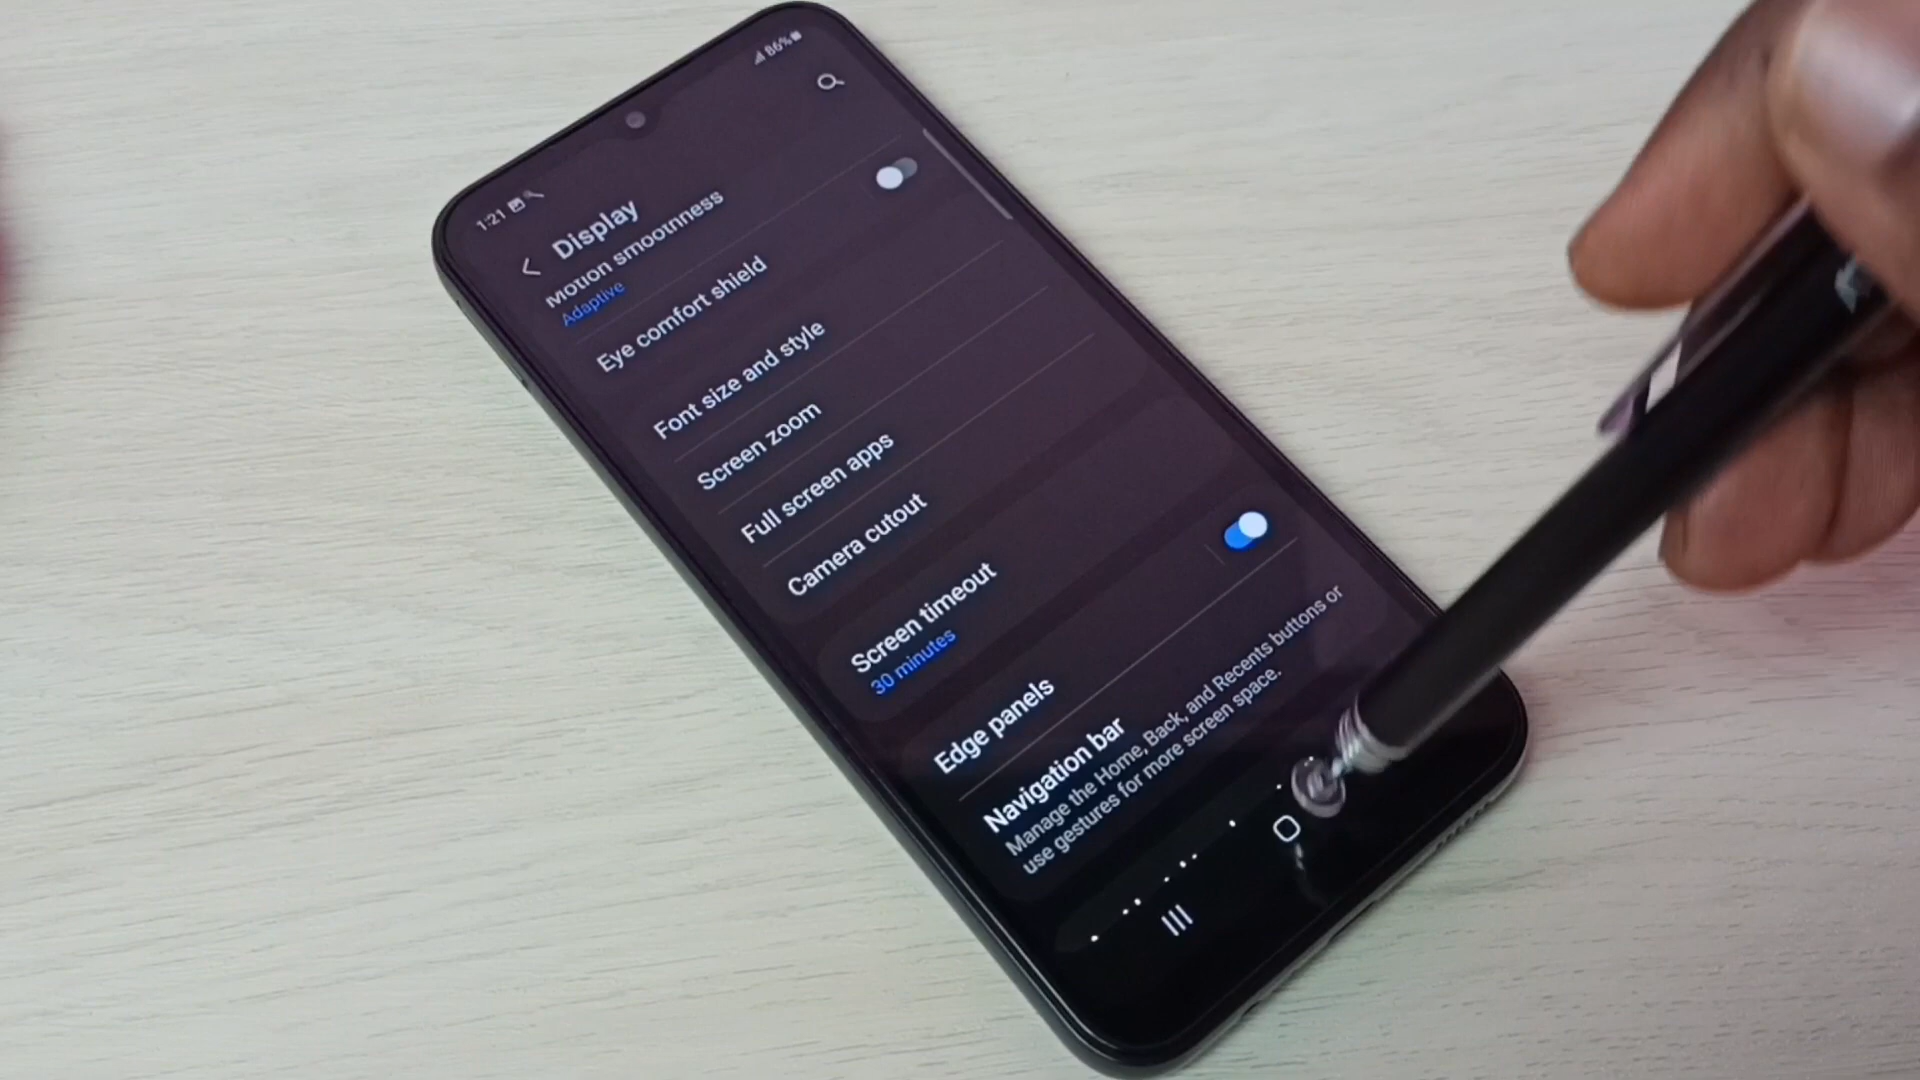 1:21
86%
Display
Motion smoothness
Adaptive
Eye comfort shield
Font size and style
Screen zoom
Full screen apps
Camera cutout
Screen timeout
30 minutes
Edge panels
Navigation bar
Manage the Home, Back, and Recents buttons or
use gestures for more screen space.